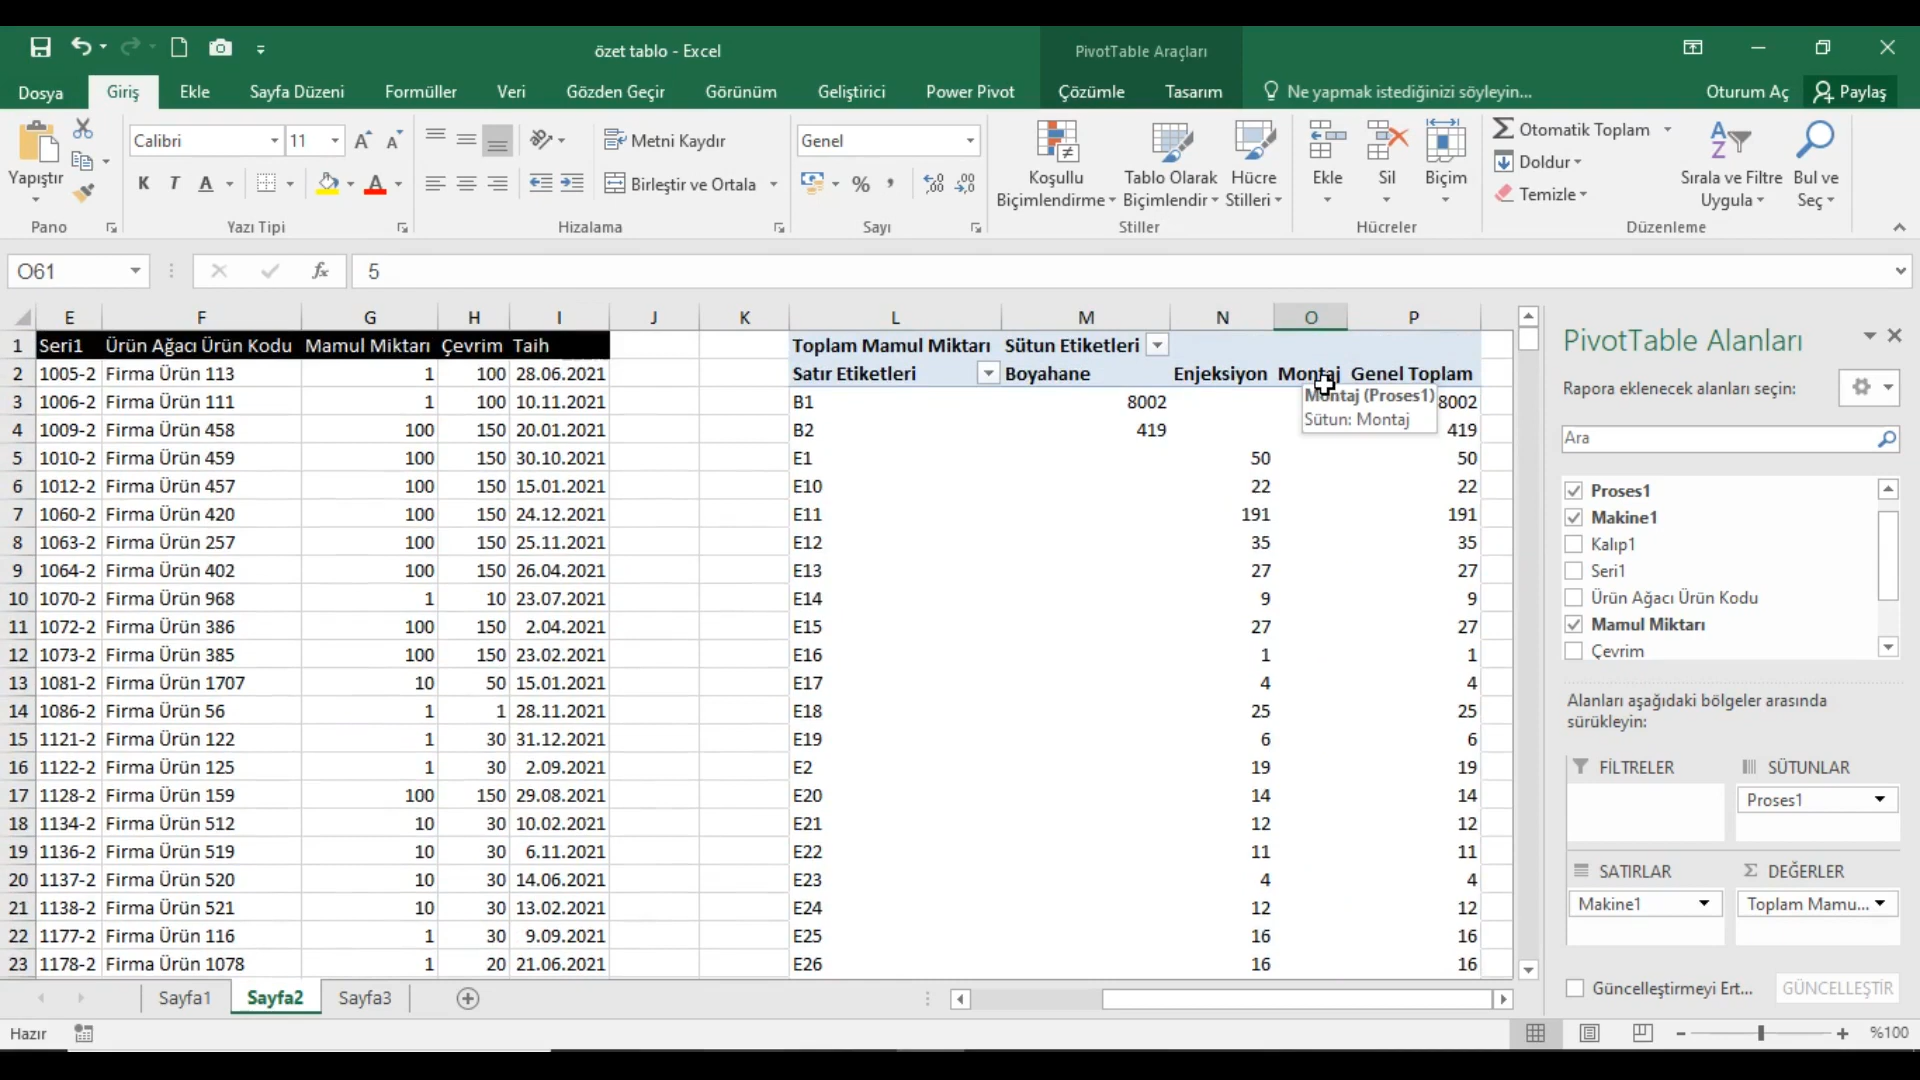 özet tablo - Excel
PivotTable Araçları
Dosya Giriş Ekle Sayfa Düzeni Formüller Veri Gözden Geçir Görünüm Geliştirici Power Pivot Çözümle Tasarım Ne yapmak istediğinizi söyleyin... Oturum Aç Paylaş
Yapıştır
Calibri 11
K T A
Metni Kaydır
Birleştir ve Ortala
Genel
%
Koşullu Biçimlendirme
Tablo Olarak Biçimlendir
Hücre Stilleri
Ekle Sil Biçim
Otomatik Toplam
Doldur
Temizle
Sırala ve Filtre Uygula
Bul ve Seç
Pano Yazı Tipi Hizalama Sayı Stiller Hücreler Düzenleme
O61 fx 5
E F G H I J K L M N O P
1 Seri1 Ürün Ağacı Ürün Kodu Mamul Miktarı Çevrim Taih Toplam Mamul Miktarı Sütun Etiketleri
2 1005-2 Firma Ürün 113 1 100 28.06.2021 Satır Etiketleri Boyahane Enjeksiyon Montaj Genel Toplam
3 1006-2 Firma Ürün 111 1 100 10.11.2021 B1 8002 8002
4 1009-2 Firma Ürün 458 100 150 20.01.2021 B2 419 419
5 1010-2 Firma Ürün 459 100 150 30.10.2021 E1 50 50
6 1012-2 Firma Ürün 457 100 150 15.01.2021 E10 22 22
7 1060-2 Firma Ürün 420 100 150 24.12.2021 E11 191 191
8 1063-2 Firma Ürün 257 100 150 25.11.2021 E12 35 35
9 1064-2 Firma Ürün 402 100 150 26.04.2021 E13 27 27
10 1070-2 Firma Ürün 968 1 10 23.07.2021 E14 9 9
11 1072-2 Firma Ürün 386 100 150 2.04.2021 E15 27 27
12 1073-2 Firma Ürün 385 100 150 23.02.2021 E16 1 1
13 1081-2 Firma Ürün 1707 10 50 15.01.2021 E17 4 4
14 1086-2 Firma Ürün 56 1 1 28.11.2021 E18 25 25
15 1121-2 Firma Ürün 122 1 30 31.12.2021 E19 6 6
16 1122-2 Firma Ürün 125 1 30 2.09.2021 E2 19 19
17 1128-2 Firma Ürün 159 100 150 29.08.2021 E20 14 14
18 1134-2 Firma Ürün 512 10 30 10.02.2021 E21 12 12
19 1136-2 Firma Ürün 519 10 30 6.11.2021 E22 11 11
20 1137-2 Firma Ürün 520 10 30 14.06.2021 E23 4 4
21 1138-2 Firma Ürün 521 10 30 13.02.2021 E24 12 12
22 1177-2 Firma Ürün 116 1 30 9.09.2021 E25 16 16
23 1178-2 Firma Ürün 1078 1 20 21.06.2021 E26 16 16
Montaj (Proses1)
Sütun: Montaj
PivotTable Alanları
Rapora eklenecek alanları seçin:
Ara
Proses1
Makine1
Kalıp1
Seri1
Ürün Ağacı Ürün Kodu
Mamul Miktarı
Çevrim
Alanları aşağıdaki bölgeler arasında
sürükleyin:
FİLTRELER SÜTUNLAR
Proses1
SATIRLAR Σ DEĞERLER
Makine1 Toplam Mamu...
Güncelleştirmeyi Ert... GÜNCELLEŞTİR
Sayfa1 Sayfa2 Sayfa3
Hazır
%100